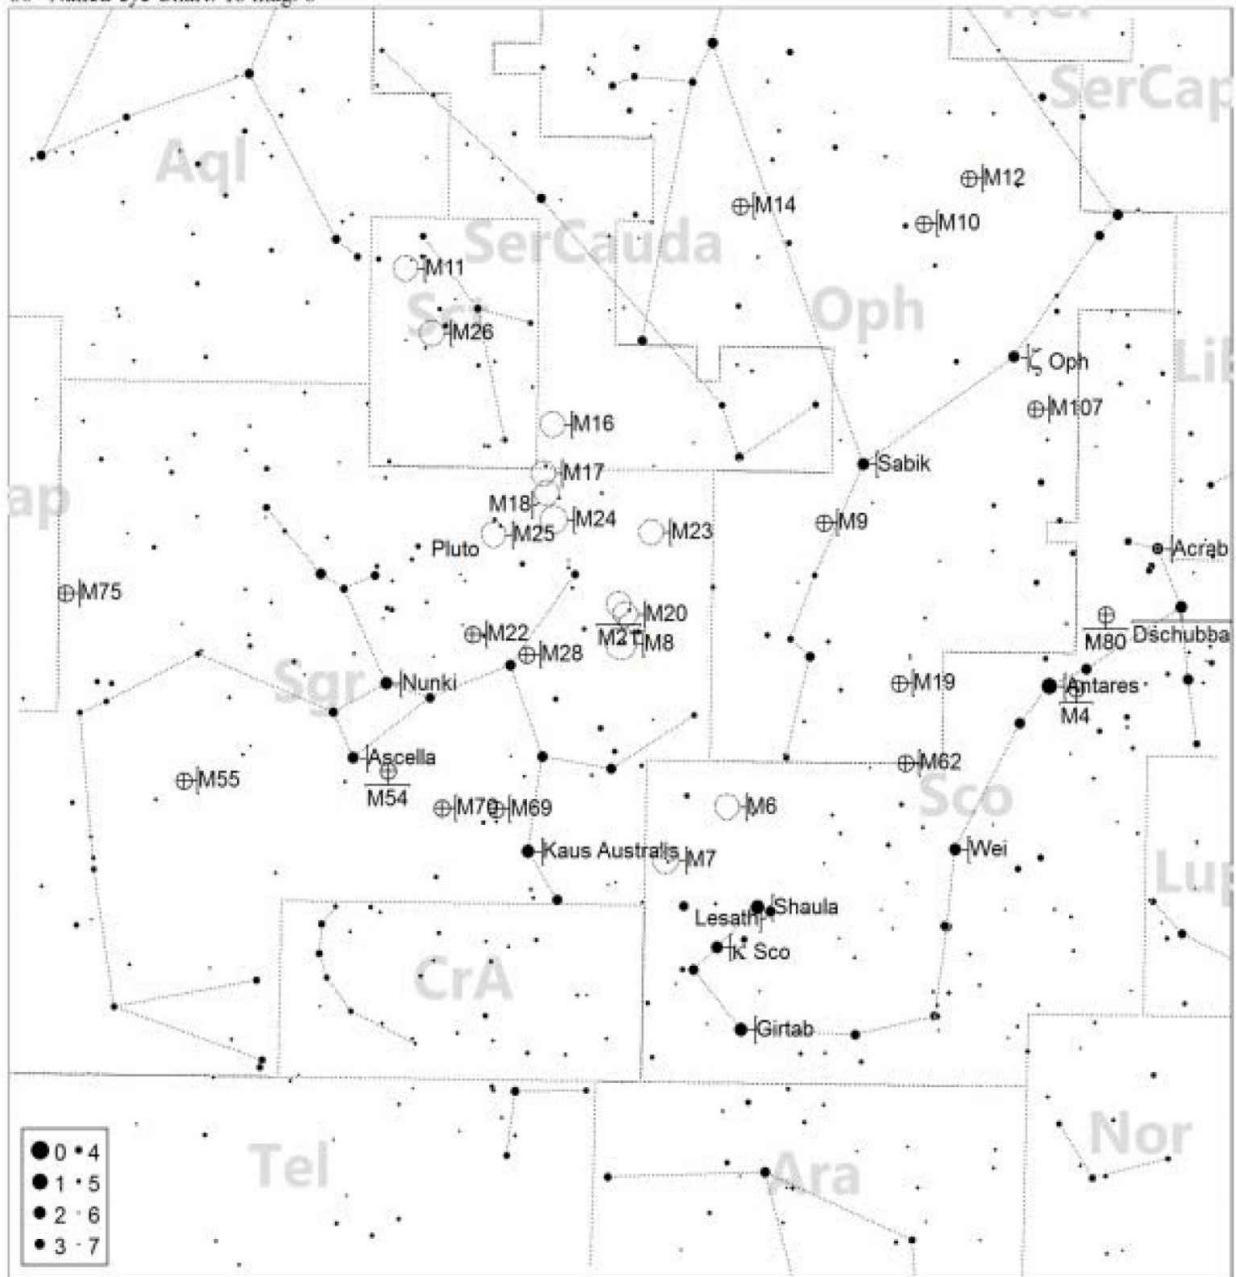 SerCap
Aql
M12
M14
M10
SerCauda
M11
Oph
Sct
M26
ζ Oph
M107
M16
Sabik
M17
M18
M24
M9
M25
M23
Pluto
Acrab
M75
M20
M21
M8
M22
M80
Dschubba
M28
Sgr
Nunki
M19
Antares
M4
Ascella
M62
M55
M54
Sco
M70
M69
M6
Kaus Australis
Wei
M7
Lup
Shaula
Lesath
κ Sco
CrA
Girtab
Nor
0 4
1 5
2 6
3 7
Tel
Ara